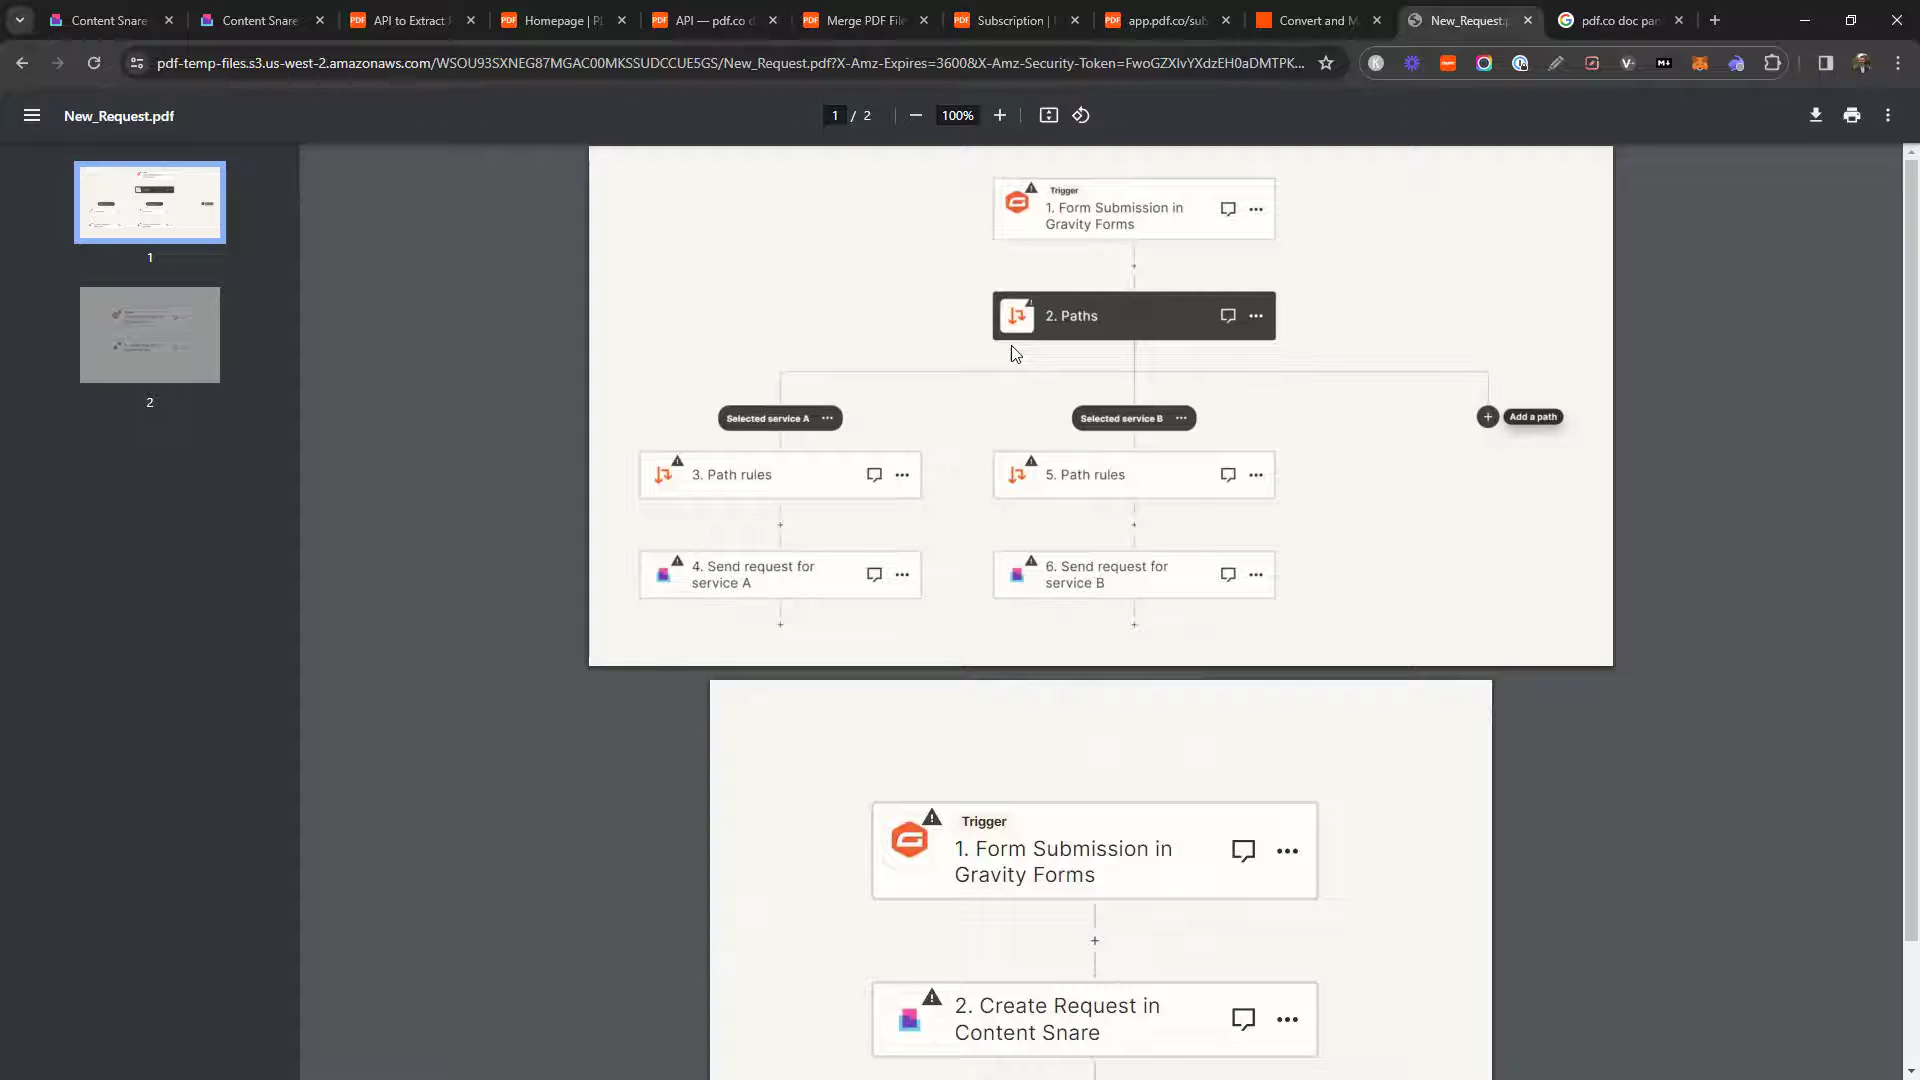 Content Snare
Content Snare
API to Extract
Homepage | P
API — pdf.co d
Merge PDF File
Subscription |
app.pdf.co/sub
Convert and M
New_Request.p
pdf.co doc par
pdf-temp-files.s3.us-west-2.amazonaws.com/WSOU93SXNEG87MGAC00MKSSUDCCUE5GS/New_Request.pdf?X-Amz-Expires=3600&X-Amz-Security-Token=FwoGZXIvYXdzEH0aDMTPK...
New_Request.pdf
1 / 2
100%
1
2
Trigger
1. Form Submission in
Gravity Forms
2. Paths
Selected service A
Selected service B
Add a path
3. Path rules
5. Path rules
4. Send request for
service A
6. Send request for
service B
Trigger
1. Form Submission in
Gravity Forms
2. Create Request in
Content Snare